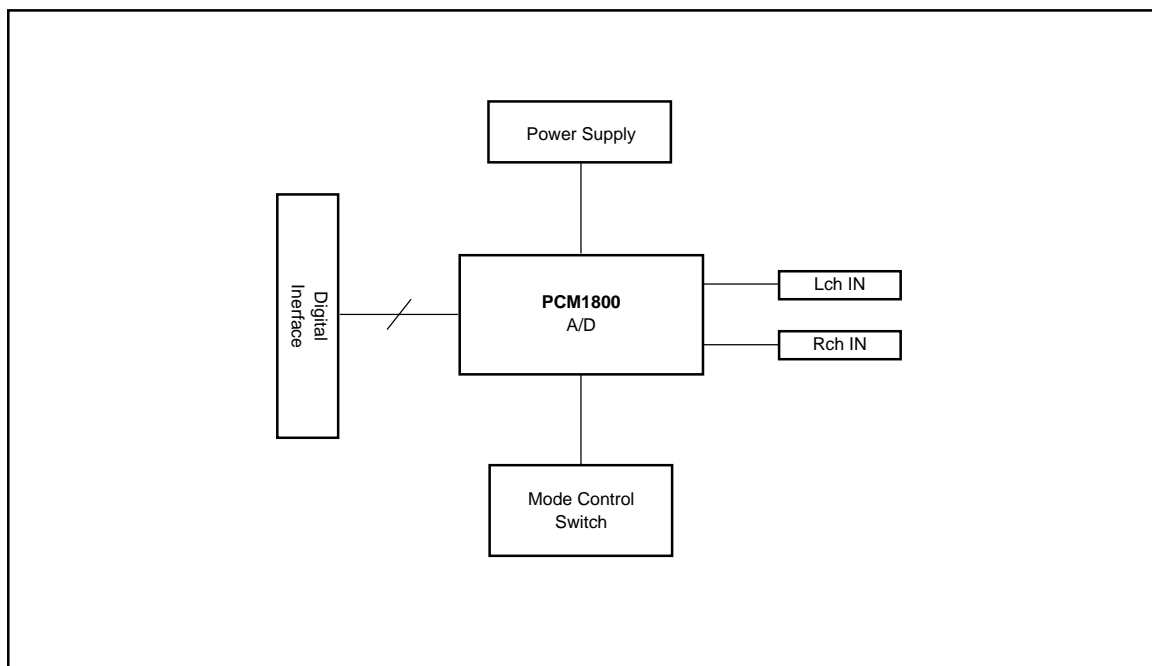 Power Supply
Digital
Inerface
PCM1800
A/D
Lch IN
Rch IN
Mode Control
Switch